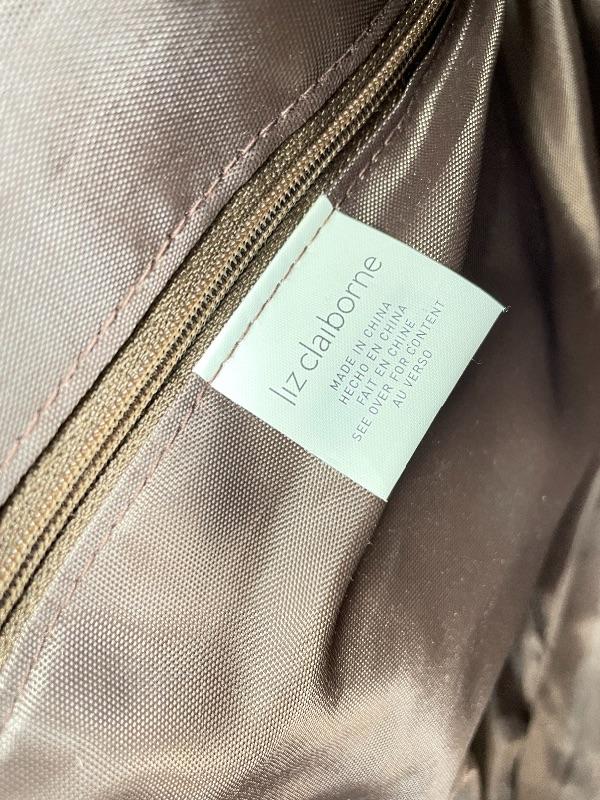 liz claiborne
MADE IN CHINA
HECHO EN CHINA
FAIT EN CHINE
SEE OVER FOR CONTENT
AU VERSO